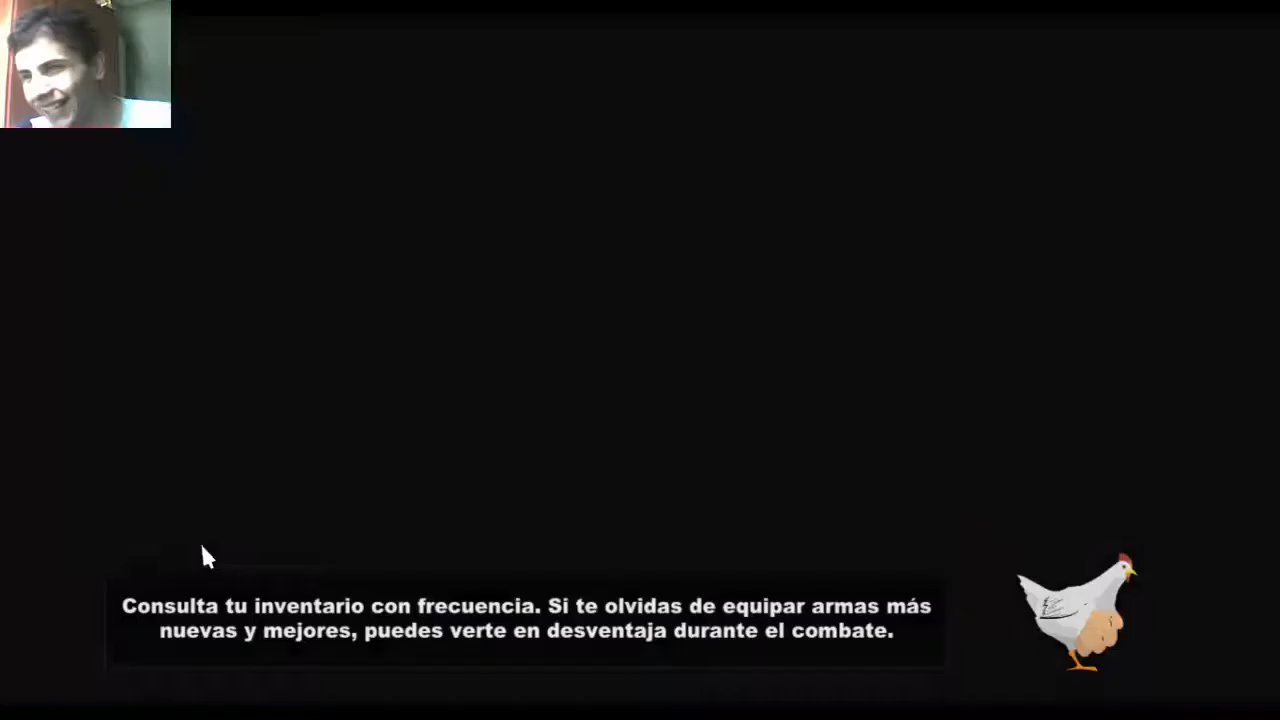 Consulta tu inventario con frecuencia. Si te olvidas de equipar armas más
nuevas y mejores, puedes verte en desventaja durante el combate.